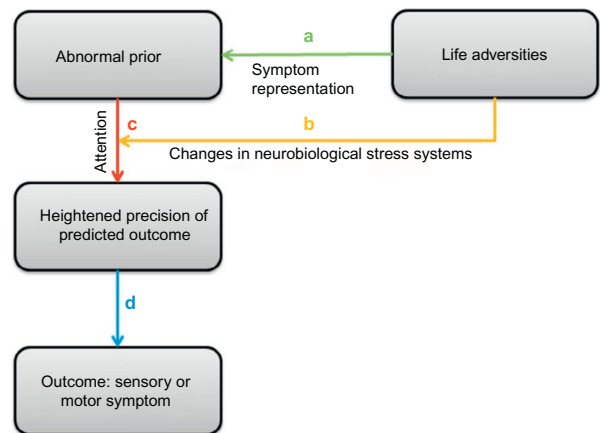 a
Abnormal prior
Life adversities
Symptom
representation
c
b
Attention
Changes in neurobiological stress systems
Heightened precision of
predicted outcome
d
Outcome: sensory or
motor symptom